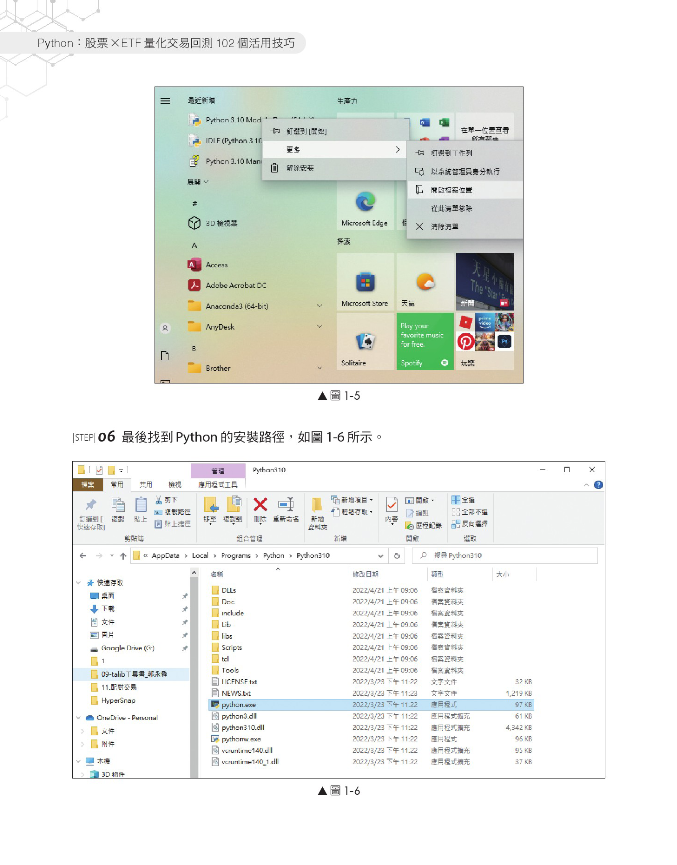 Python：股票×ETF量化交易回測 102 個活用技巧
最近新增
生產力
IDLE (Python 3.10
釘選到 [開始]
更多
解除安裝
在單一位置查看
釘選到工作列
以系統管理員身分執行
開啟檔案位置
從此清單移除
清除清單
展開
#
3D 檢視器
A
Access
Adobe Acrobat DC
Anaconda3 (64-bit)
AnyDesk
B
Brother
Microsoft Edge
探索
Microsoft Store
天氣
新聞
Play your
favorite music
for free.
Solitaire
Spotify
玩樂
▲圖 1-5
|STEP| 06 最後找到 Python 的安裝路徑，如圖 1-6 所示。
管理
Python310
檔案
常用
共用
檢視
應用程式工具
釘選到 [
快速存取]
複製
貼上
剪下
複製路徑
貼上捷徑
移至
複製到
刪除
重新命名
新增
資料夾
新增項目
輕鬆存取
內容
開啟
編輯
歷程記錄
全選
全部不選
反向選擇
剪貼簿
組合管理
新增
開啟
選取
« AppData › Local › Programs › Python › Python310
搜尋 Python310
名稱
修改日期
類型
大小
快速存取
桌面
下載
文件
圖片
Google Drive (G:)
1
11.配對交易
HyperSnap
OneDrive - Personal
文件
附件
本機
3D 物件
DLLs 2022/4/21 上午 09:06 檔案資料夾
Doc 2022/4/21 上午 09:06 檔案資料夾
include 2022/4/21 上午 09:06 檔案資料夾
Lib 2022/4/21 上午 09:06 檔案資料夾
libs 2022/4/21 上午 09:06 檔案資料夾
Scripts 2022/4/21 上午 09:06 檔案資料夾
tcl 2022/4/21 上午 09:06 檔案資料夾
Tools 2022/4/21 上午 09:06 檔案資料夾
LICENSE.txt 2022/3/23 下午 11:22 文字文件 32 KB
NEWS.txt 2022/3/23 下午 11:23 文字文件 1,219 KB
python.exe 2022/3/23 下午 11:22 應用程式 97 KB
python3.dll 2022/3/23 下午 11:22 應用程式擴充 61 KB
python310.dll 2022/3/23 下午 11:22 應用程式擴充 4,342 KB
pythonw.exe 2022/3/23 下午 11:22 應用程式 96 KB
vcruntime140.dll 2022/3/23 下午 11:22 應用程式擴充 95 KB
vcruntime140_1.dll 2022/3/23 下午 11:22 應用程式擴充 37 KB
▲圖 1-6